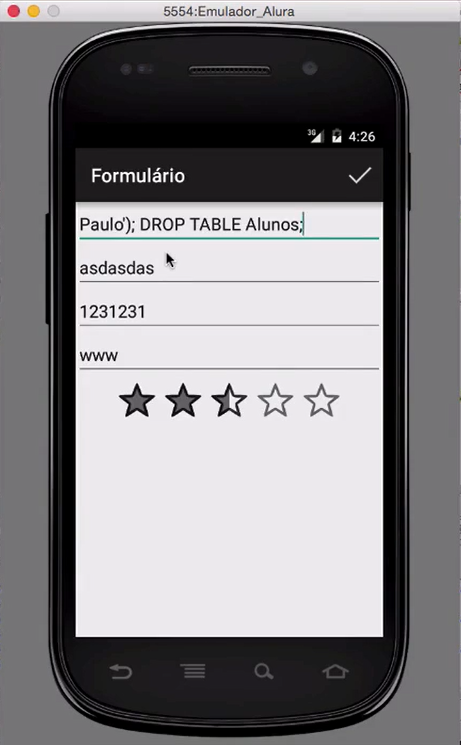 5554:Emulador_Alura
3G 4:26
Formulário
Paulo'); DROP TABLE Alunos;
asdasdas
1231231
www